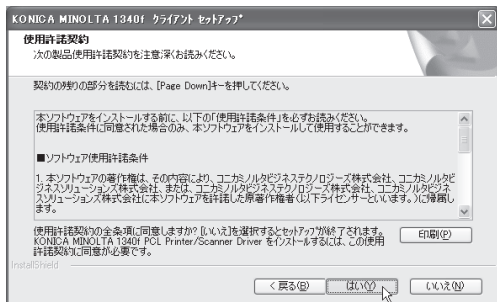 KONICA MINOLTA 1340f クライアント セットアップ
使用許諾契約
次の製品使用許諾契約を注意深くお読みください。
契約の残りの部分を読むには、[Page Down]キーを押してください。
本ソフトウェアをインストールする前に、以下の「使用許諾条件」を必ずお読みください。
使用許諾条件に同意された場合のみ、本ソフトウェアをインストールして使用することができます。
■ソフトウェア使用許諾条件
1. 本ソフトウェアの著作権は、その内容により、コニカミノルタビジネステクノロジーズ株式会社、コニカミノルタビ
ジネスソリューションズ株式会社、または、コニカミノルタビジネステクノロジーズ株式会社、コニカミノルタビジネ
スソリューションズ株式会社に本ソフトウェアを許諾した原著作権者(以下ライセンサーといいます。)に帰属し
ます。
使用許諾契約の全条項に同意しますか? [いいえ]を選択するとセットアップが終了されます。
KONICA MINOLTA 1340f PCL Printer/Scanner Driver をインストールするには、この使用
許諾契約に同意が必要です。
印刷(P)
InstallShield
< 戻る(B)
はい(Y)
いいえ(N)